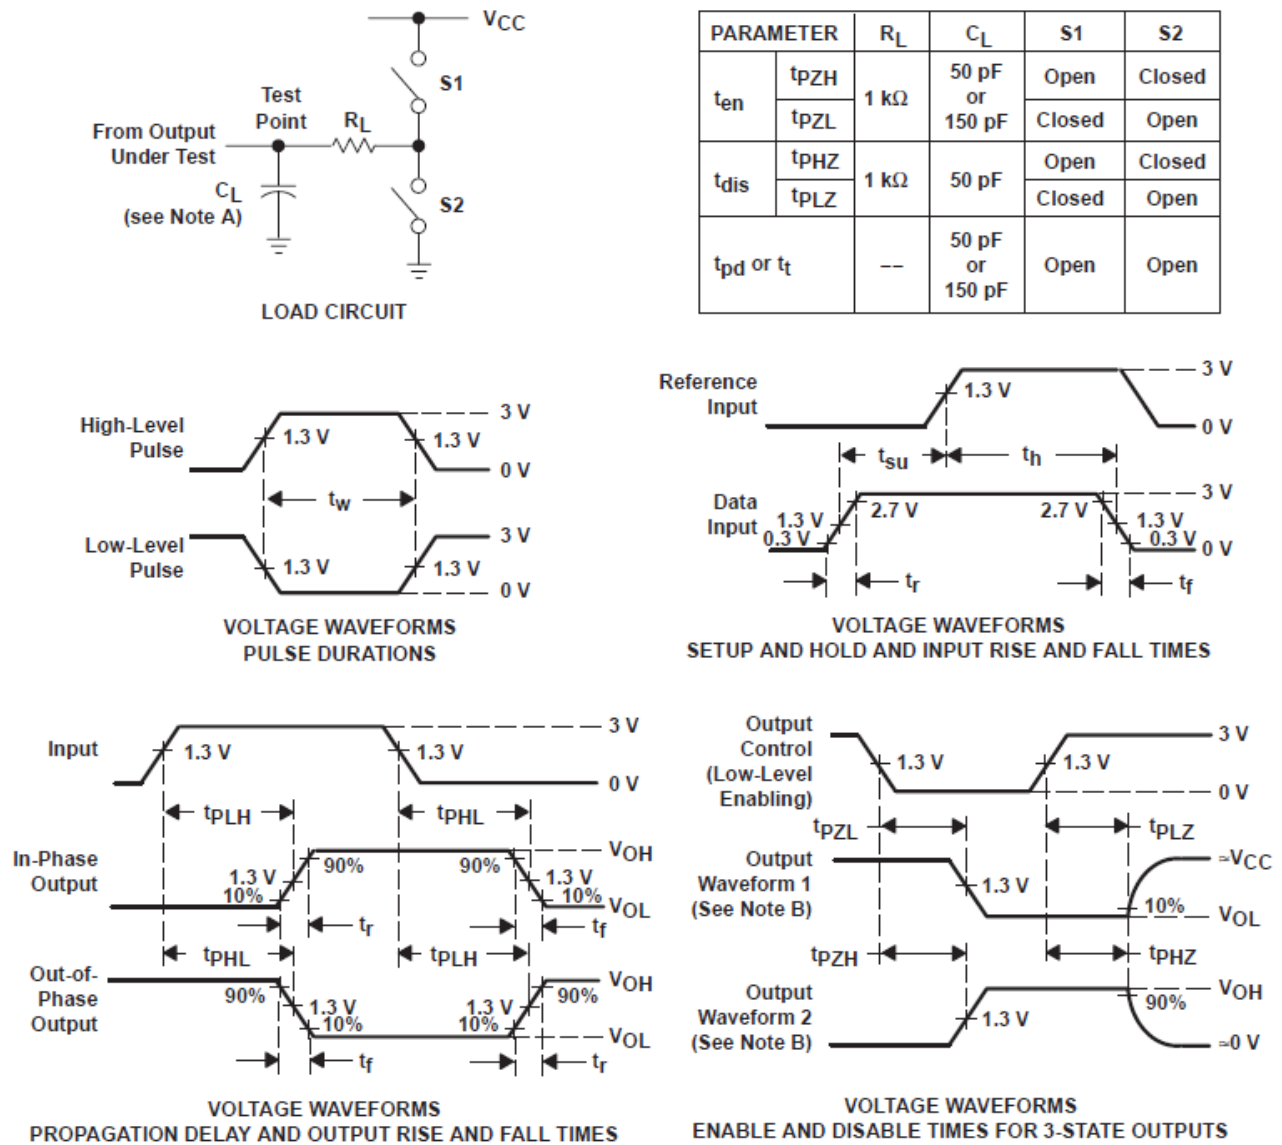 VCC
S1
Test
Point
RL
From Output
Under Test
CL
(see Note A)
S2
LOAD CIRCUIT
PARAMETER RL CL S1 S2
ten tPZH 1 kΩ 50 pF or 150 pF Open Closed
tPZL Closed Open
tdis tPHZ 1 kΩ 50 pF Open Closed
tPLZ Closed Open
tpd or tt –– 50 pF or 150 pF Open Open
High-Level
Pulse
1.3 V 1.3 V
3 V
0 V
tw
Low-Level
Pulse
1.3 V 1.3 V
3 V
0 V
VOLTAGE WAVEFORMS
PULSE DURATIONS
Reference
Input
1.3 V
3 V
0 V
tsu th
Data
Input
1.3 V
0.3 V
2.7 V 2.7 V
3 V
1.3 V
0.3 V 0 V
tr tf
VOLTAGE WAVEFORMS
SETUP AND HOLD AND INPUT RISE AND FALL TIMES
Input
1.3 V 1.3 V
3 V
0 V
tPLH tPHL
In-Phase
Output
1.3 V
10%
90% 90%
1.3 V
10%
VOH
VOL
tr tf
tPHL tPLH
Out-of-
Phase
Output
90%
1.3 V
10%
1.3 V
10%
90%
VOH
VOL
tf tr
VOLTAGE WAVEFORMS
PROPAGATION DELAY AND OUTPUT RISE AND FALL TIMES
Output
Control
(Low-Level
Enabling)
1.3 V 1.3 V
3 V
0 V
tPZL tPLZ
Output
Waveform 1
(See Note B)
1.3 V
10%
≈VCC
VOL
tPZH tPHZ
Output
Waveform 2
(See Note B)
1.3 V
90%
VOH
≈0 V
VOLTAGE WAVEFORMS
ENABLE AND DISABLE TIMES FOR 3-STATE OUTPUTS